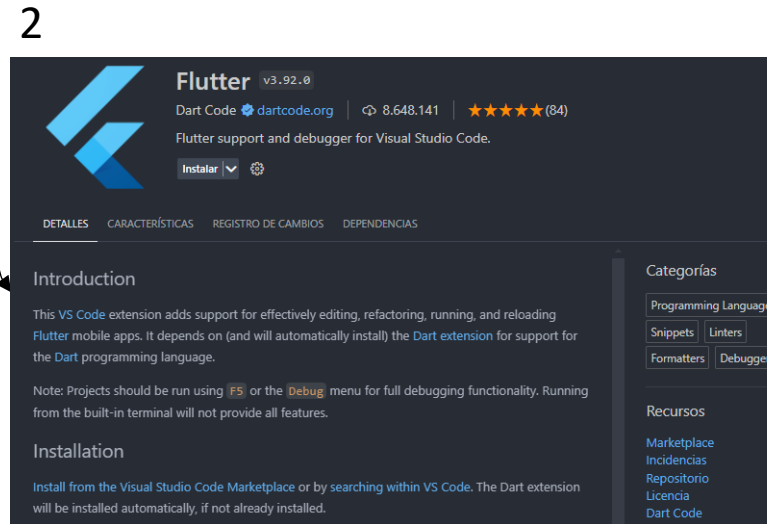 2
Flutter v3.92.0
Dart Code dartcode.org 8.648.141 (84)
Flutter support and debugger for Visual Studio Code.
Instalar
DETALLES CARACTERÍSTICAS REGISTRO DE CAMBIOS DEPENDENCIAS
Introduction
This VS Code extension adds support for effectively editing, refactoring, running, and reloading
Flutter mobile apps. It depends on (and will automatically install) the Dart extension for support for
the Dart programming language.
Note: Projects should be run using F5 or the Debug menu for full debugging functionality. Running
from the built-in terminal will not provide all features.
Installation
Install from the Visual Studio Code Marketplace or by searching within VS Code. The Dart extension
will be installed automatically, if not already installed.
Categorías
Programming Language
Snippets Linters
Formatters Debugger
Recursos
Marketplace
Incidencias
Repositorio
Licencia
Dart Code